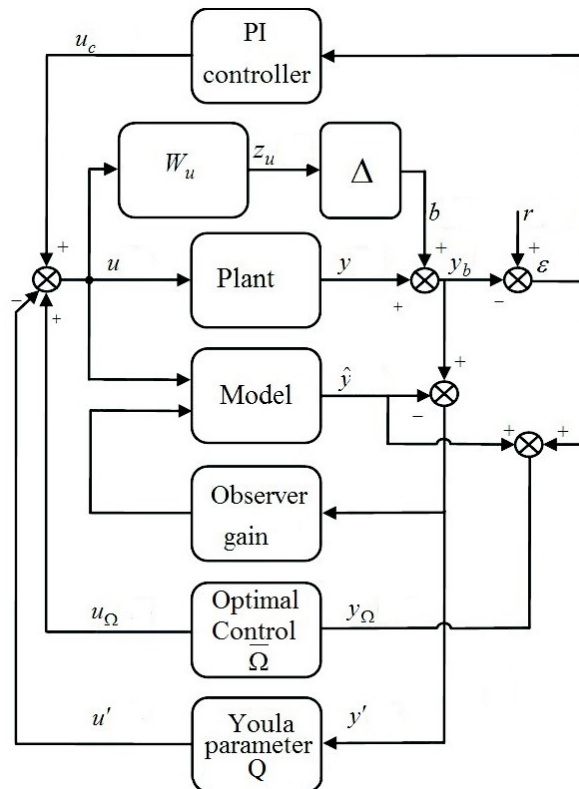 u_c
PI
controller
W_u
z_u
Δ
b
r
+
+
+
u
Plant
y
y_b
ε
−
+
+
−
+
Model
ŷ
−
+
+
Observer
gain
u_Ω
Optimal
Control
Ω̅
y_Ω
u'
Youla
parameter
Q
y'